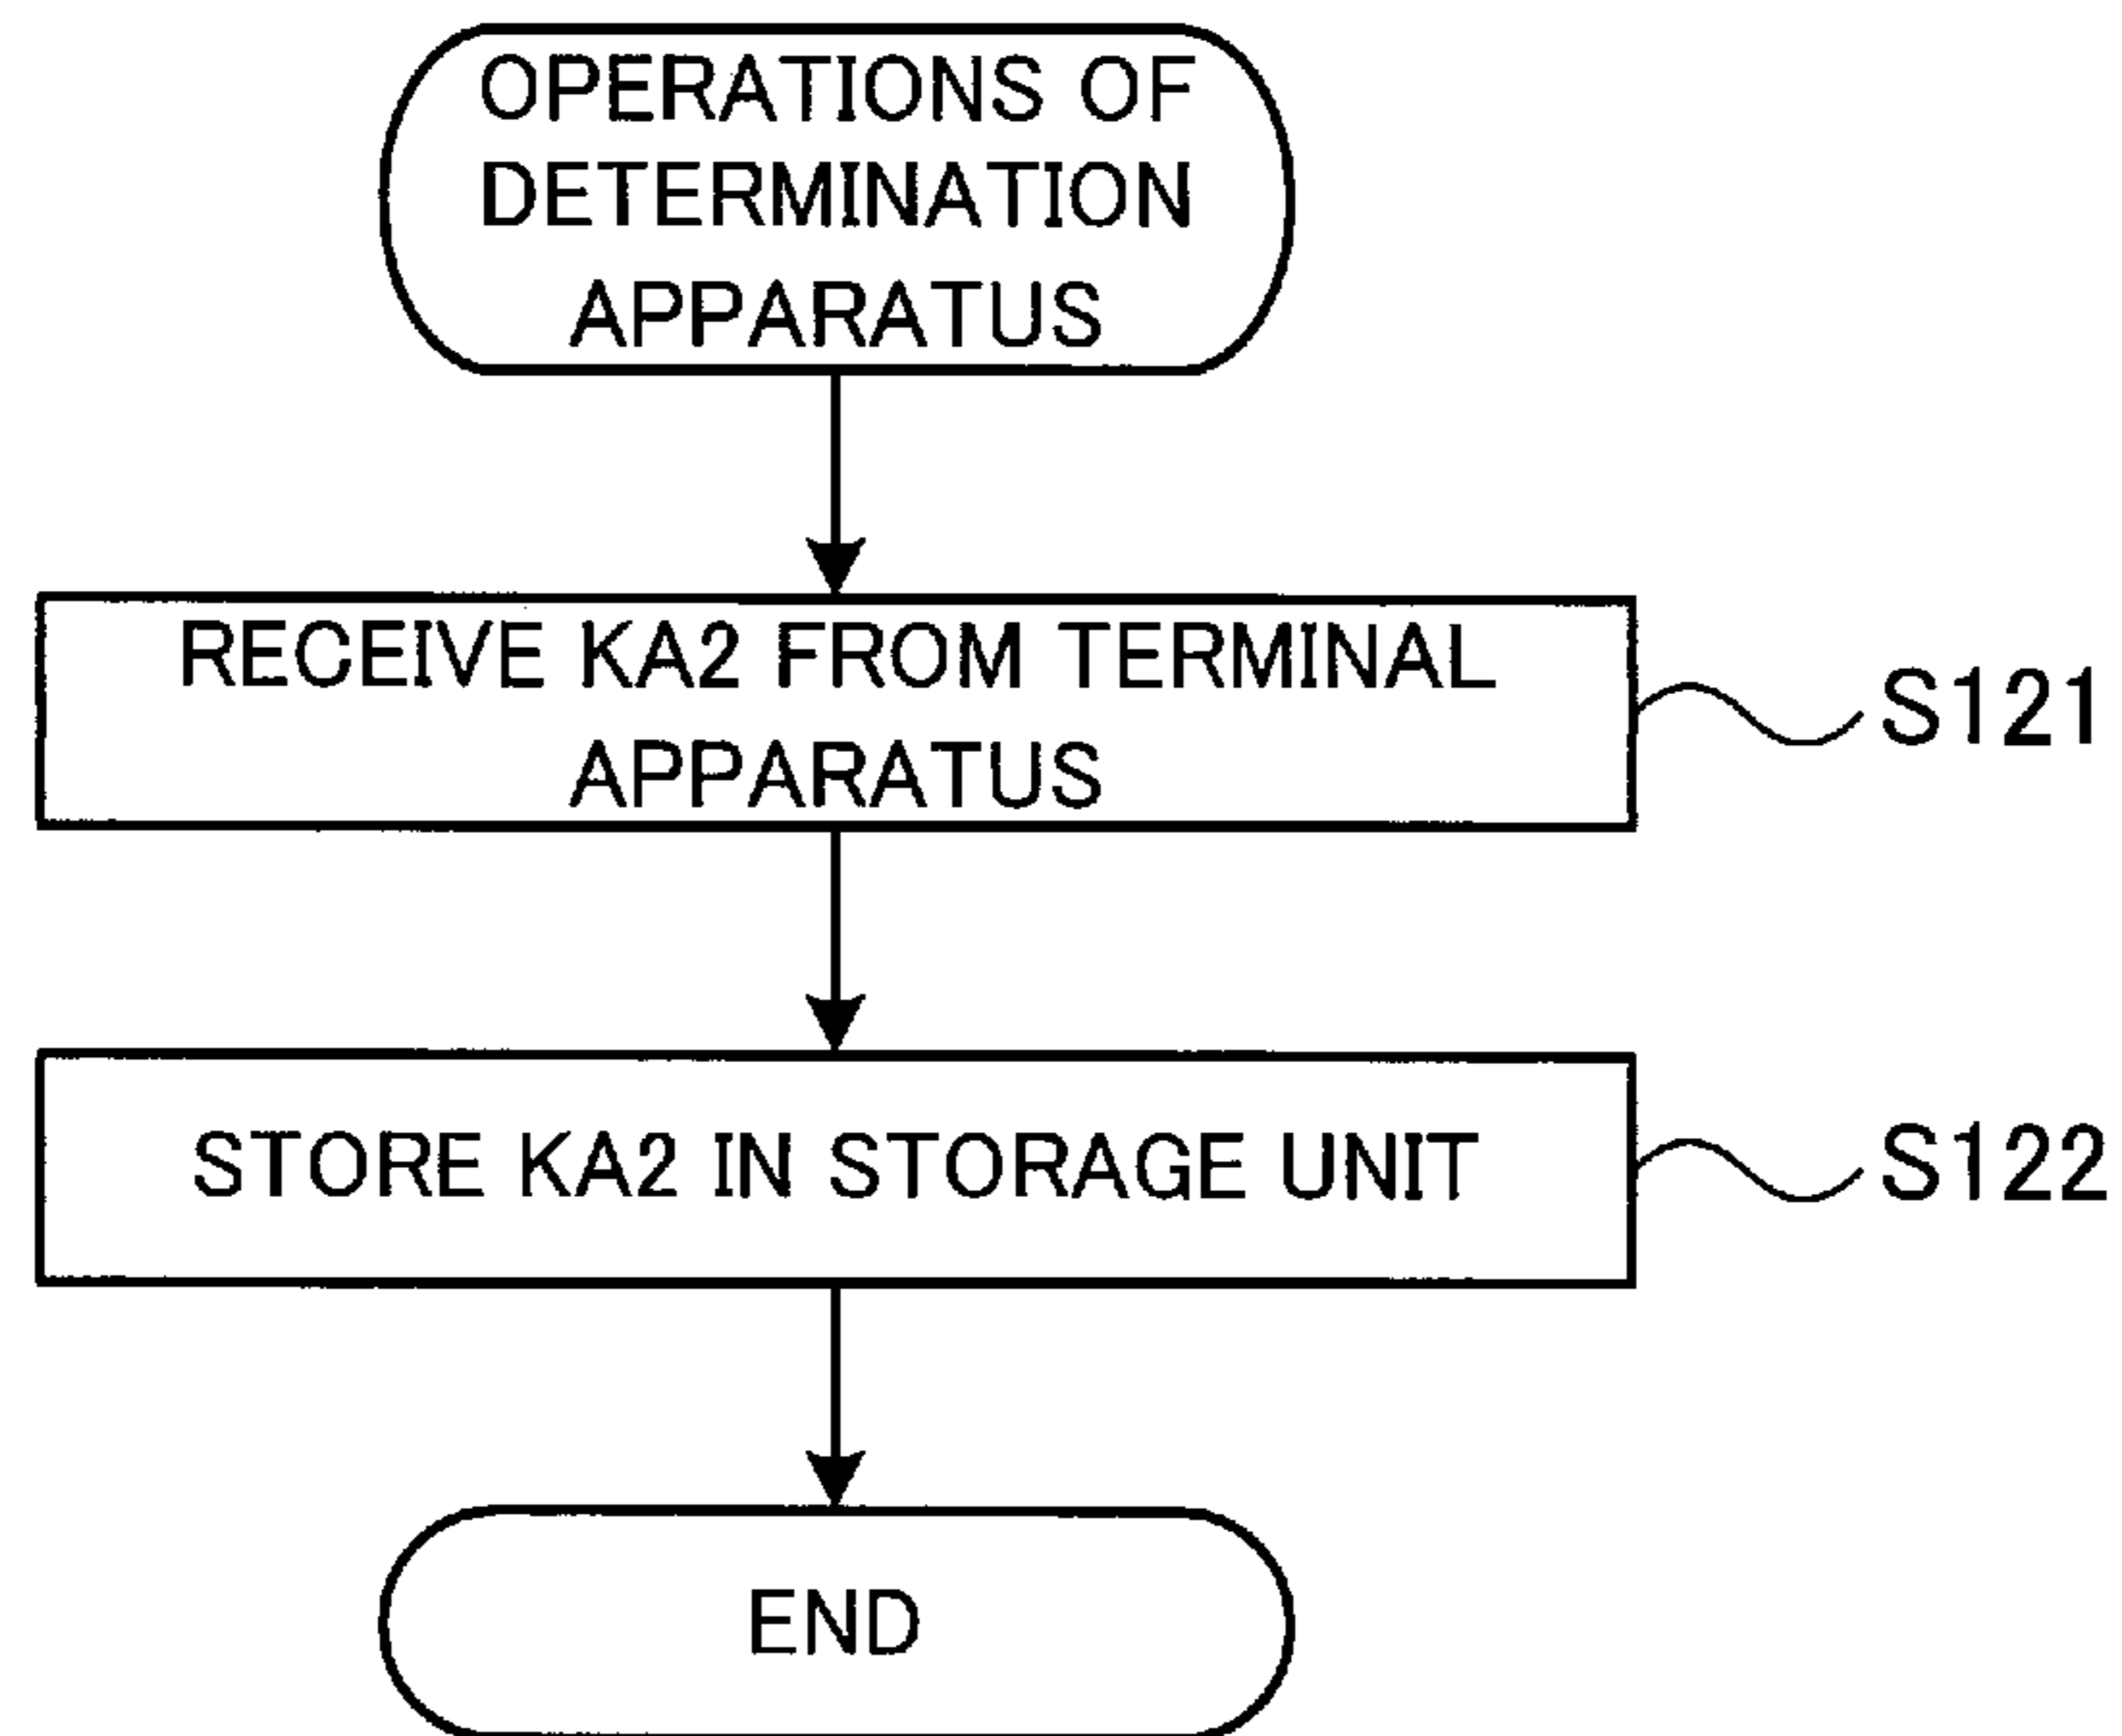 OPERATIONS OF
DETERMINATION
APPARATUS
RECEIVE KA2 FROM TERMINAL
APPARATUS
S121
STORE KA2 IN STORAGE UNIT
S122
END